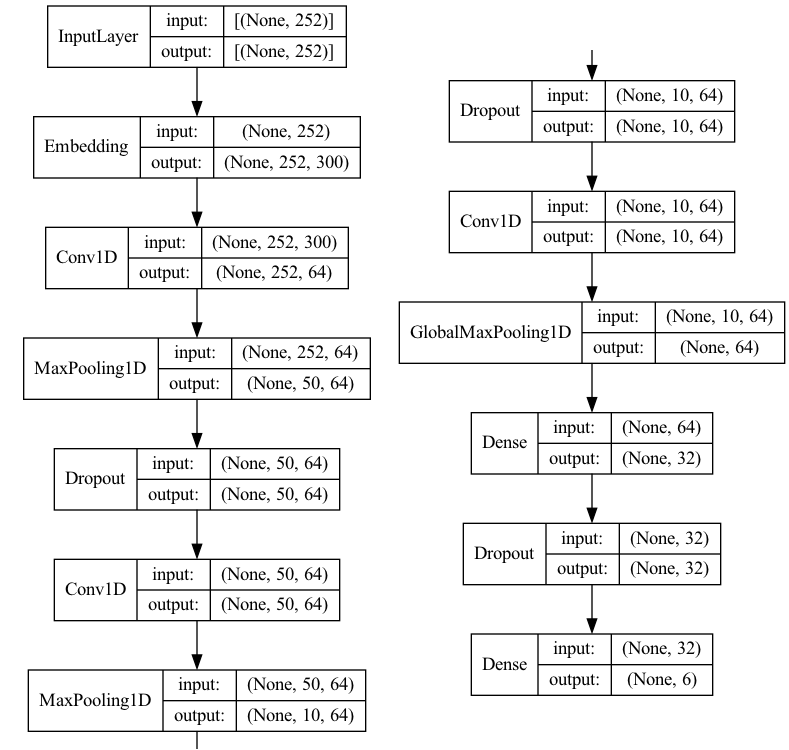 InputLayer
input: [(None, 252)]
output: [(None, 252)]
Embedding
input: (None, 252)
output: (None, 252, 300)
Conv1D
input: (None, 252, 300)
output: (None, 252, 64)
MaxPooling1D
input: (None, 252, 64)
output: (None, 50, 64)
Dropout
input: (None, 50, 64)
output: (None, 50, 64)
Conv1D
input: (None, 50, 64)
output: (None, 50, 64)
MaxPooling1D
input: (None, 50, 64)
output: (None, 10, 64)
Dropout
input: (None, 10, 64)
output: (None, 10, 64)
Conv1D
input: (None, 10, 64)
output: (None, 10, 64)
GlobalMaxPooling1D
input: (None, 10, 64)
output: (None, 64)
Dense
input: (None, 64)
output: (None, 32)
Dropout
input: (None, 32)
output: (None, 32)
Dense
input: (None, 32)
output: (None, 6)